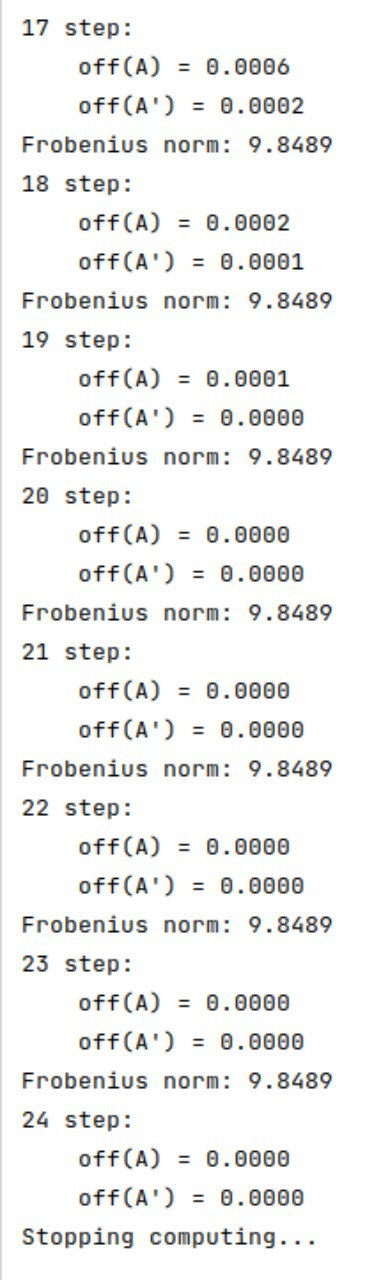 17 step:
    off(A) = 0.0006
    off(A') = 0.0002
Frobenius norm: 9.8489
18 step:
    off(A) = 0.0002
    off(A') = 0.0001
Frobenius norm: 9.8489
19 step:
    off(A) = 0.0001
    off(A') = 0.0000
Frobenius norm: 9.8489
20 step:
    off(A) = 0.0000
    off(A') = 0.0000
Frobenius norm: 9.8489
21 step:
    off(A) = 0.0000
    off(A') = 0.0000
Frobenius norm: 9.8489
22 step:
    off(A) = 0.0000
    off(A') = 0.0000
Frobenius norm: 9.8489
23 step:
    off(A) = 0.0000
    off(A') = 0.0000
Frobenius norm: 9.8489
24 step:
    off(A) = 0.0000
    off(A') = 0.0000
Stopping computing...